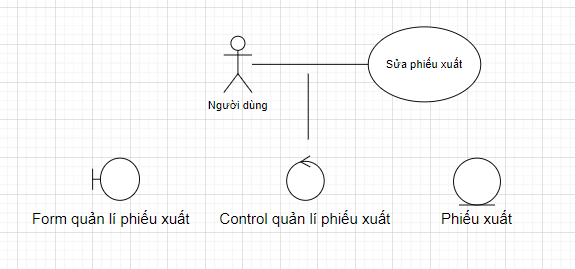 Sửa phiếu xuất
Người dùng
Form quản lí phiếu xuất
Control quản lí phiếu xuất
Phiếu xuất